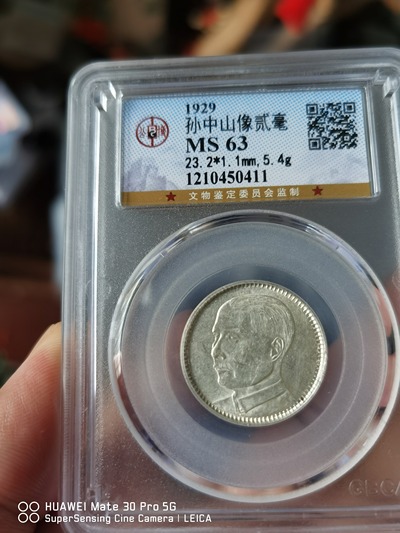 1929
孙中山像贰毫
MS 63
23.2*1.1mm,5.4g
1210450411
★ 文物鉴定委员会监制 ★
HUAWEI Mate 30 Pro 5G
SuperSensing Cine Camera | LEICA